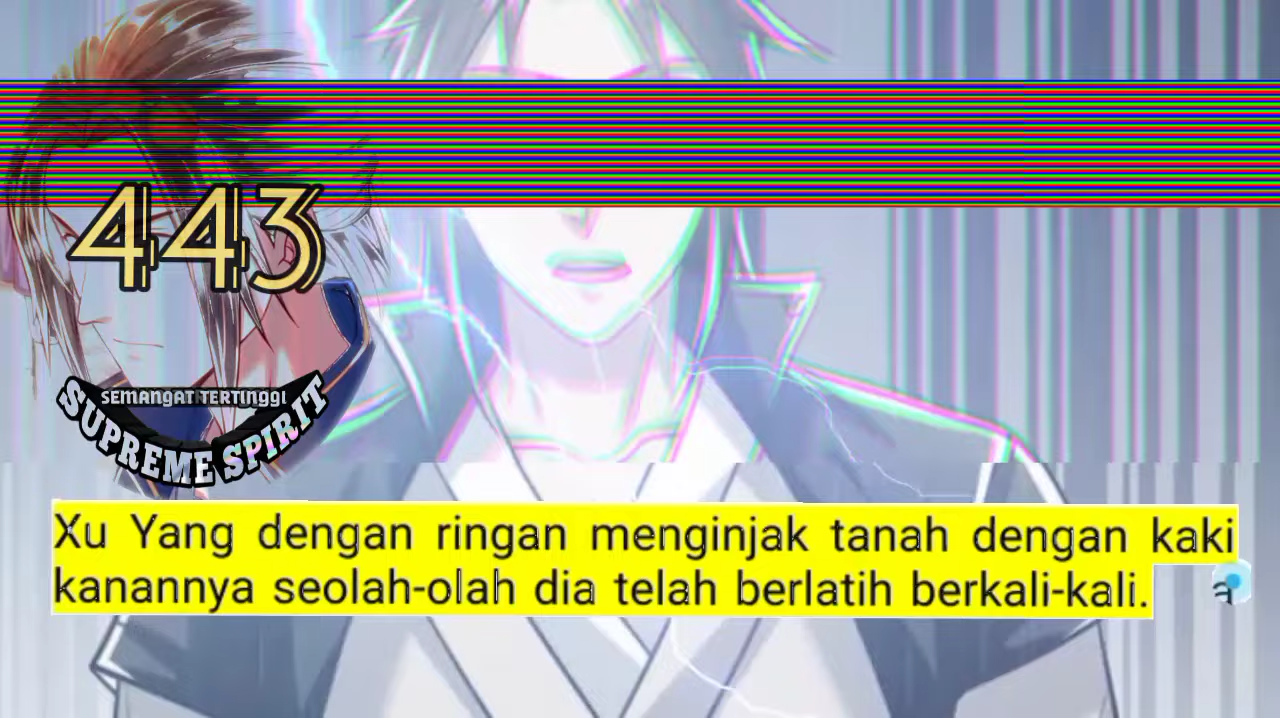 443
SEMANGAT TERTINGGI
SUPREME SPIRIT
Xu Yang dengan ringan menginjak tanah dengan kaki
kanannya seolah-olah dia telah berlatih berkali-kali.